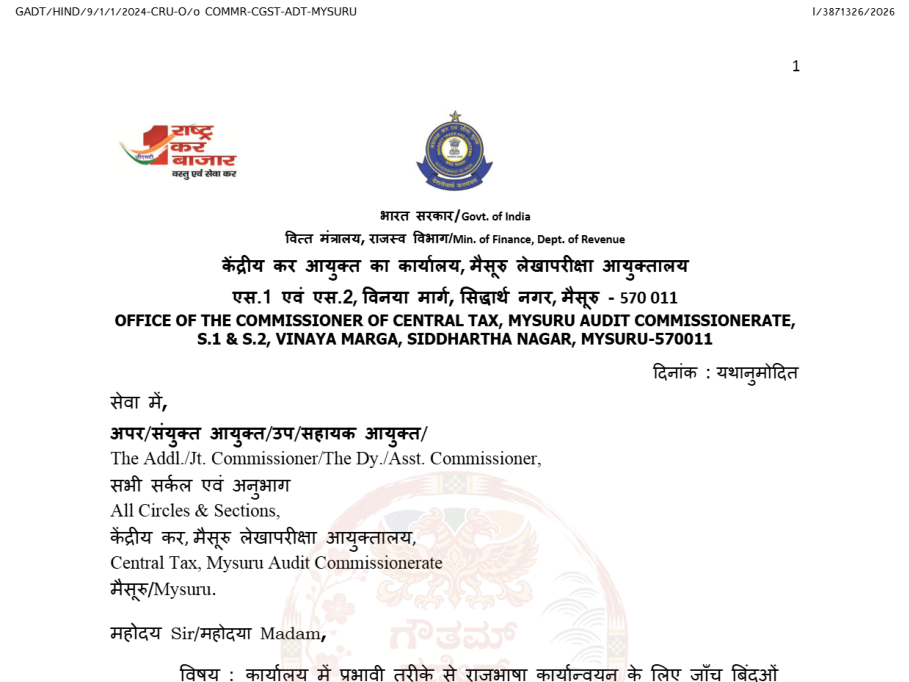 GADT/HIND/9/1/1/2024-CRU-O/o COMMR-CGST-ADT-MYSURU
I/3871326/2026
1
राष्ट्र
कर
बाजार
वस्तु एवं सेवा कर
भारत सरकार/Govt. of India
वित्त मंत्रालय, राजस्व विभाग/Min. of Finance, Dept. of Revenue
केंद्रीय कर आयुक्त का कार्यालय, मैसूरु लेखापरीक्षा आयुक्तालय
एस.1 एवं एस.2, विनया मार्ग, सिद्धार्थ नगर, मैसूरु - 570 011
OFFICE OF THE COMMISSIONER OF CENTRAL TAX, MYSURU AUDIT COMMISSIONERATE,
S.1 & S.2, VINAYA MARGA, SIDDHARTHA NAGAR, MYSURU-570011
दिनांक : यथानुमोदित
सेवा में,
अपर/संयुक्त आयुक्त/उप/सहायक आयुक्त/
The Addl./Jt. Commissioner/The Dy./Asst. Commissioner,
सभी सर्कल एवं अनुभाग
All Circles & Sections,
केंद्रीय कर, मैसूरु लेखापरीक्षा आयुक्तालय,
Central Tax, Mysuru Audit Commissionerate
मैसूरु/Mysuru.
महोदय Sir/महोदया Madam,
ಗೌತಮ್
विषय : कार्यालय में प्रभावी तरीके से राजभाषा कार्यान्वयन के लिए जाँच बिंदुओं